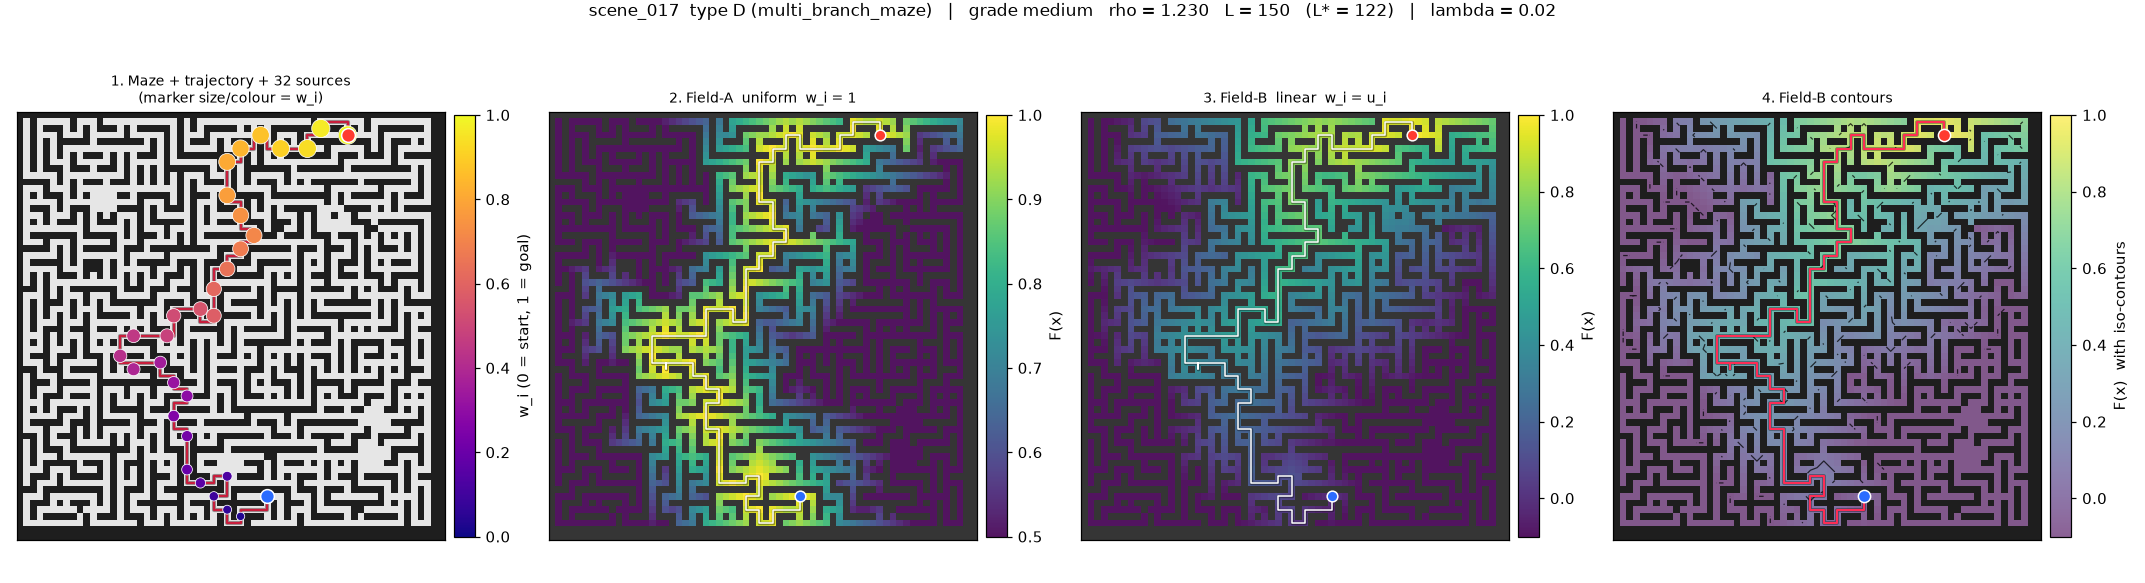 scene_017  type D (multi_branch_maze)   |   grade medium   rho = 1.230   L = 150   (L* = 122)   |   lambda = 0.02
1. Maze + trajectory + 32 sources
(marker size/colour = w_i)
1.0
0.8
0.6
0.4
0.2
0.0
w_i (0 = start, 1 = goal)
2. Field-A  uniform  w_i = 1
1.0
0.9
0.8
0.7
0.6
0.5
F(x)
3. Field-B  linear  w_i = u_i
1.0
0.8
0.6
0.4
0.2
0.0
F(x)
4. Field-B contours
1.0
0.8
0.6
0.4
0.2
0.0
F(x)  with iso-contours